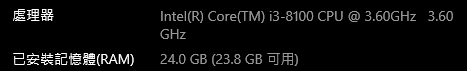 處理器 Intel(R) Core(TM) i3-8100 CPU @ 3.60GHz 3.60
GHz
已安裝記憶體(RAM) 24.0 GB (23.8 GB 可用)